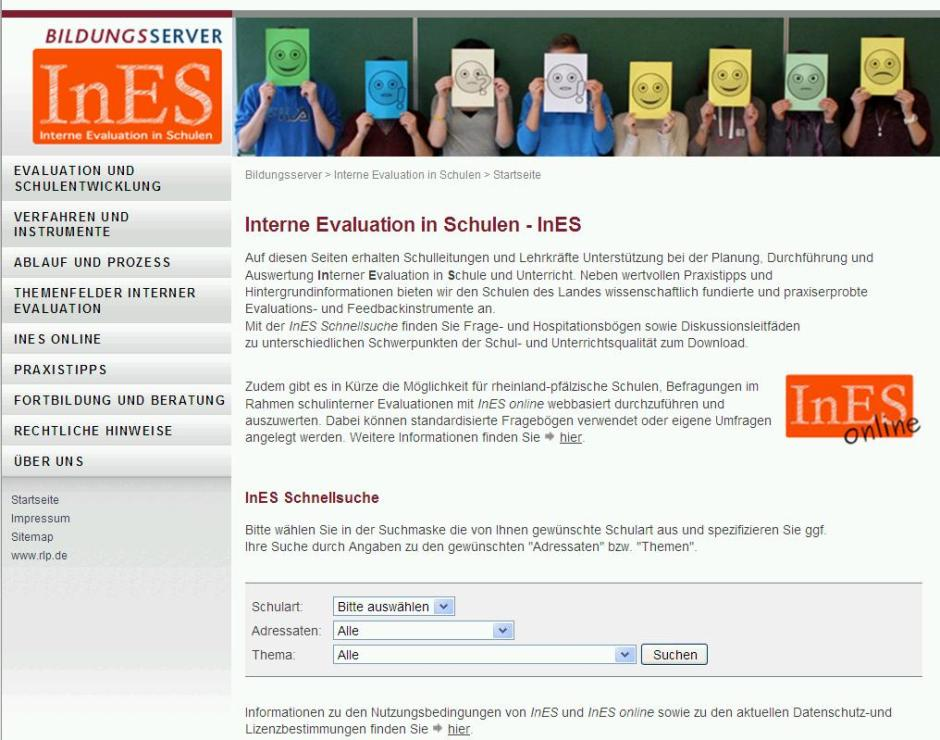 BILDUNGSSERVER
InES
Interne Evaluation in Schulen
EVALUATION UND
SCHULENTWICKLUNG
VERFAHREN UND
INSTRUMENTE
ABLAUF UND PROZESS
THEMENFELDER INTERNER
EVALUATION
INES ONLINE
PRAXISTIPPS
FORTBILDUNG UND BERATUNG
RECHTLICHE HINWEISE
ÜBER UNS
Startseite
Impressum
Sitemap
www.rlp.de
Bildungsserver > Interne Evaluation in Schulen > Startseite
Interne Evaluation in Schulen - InES
Auf diesen Seiten erhalten Schulleitungen und Lehrkräfte Unterstützung bei der Planung, Durchführung und
Auswertung Interner Evaluation in Schule und Unterricht. Neben wertvollen Praxistipps und
Hintergrundinformationen bieten wir den Schulen des Landes wissenschaftlich fundierte und praxiserprobte
Evaluations- und Feedbackinstrumente an.
Mit der InES Schnellsuche finden Sie Frage- und Hospitationsbögen sowie Diskussionsleitfäden
zu unterschiedlichen Schwerpunkten der Schul- und Unterrichtsqualität zum Download.
Zudem gibt es in Kürze die Möglichkeit für rheinland-pfälzische Schulen, Befragungen im
Rahmen schulinterner Evaluationen mit InES online webbasiert durchzuführen und
auszuwerten. Dabei können standardisierte Fragebögen verwendet oder eigene Umfragen
angelegt werden. Weitere Informationen finden Sie hier.
InES
online
InES Schnellsuche
Bitte wählen Sie in der Suchmaske die von Ihnen gewünschte Schulart aus und spezifizieren Sie ggf.
Ihre Suche durch Angaben zu den gewünschten "Adressaten" bzw. "Themen".
Schulart: Bitte auswählen
Adressaten: Alle
Thema: Alle Suchen
Informationen zu den Nutzungsbedingungen von InES und InES online sowie zu den aktuellen Datenschutz-und
Lizenzbestimmungen finden Sie hier.